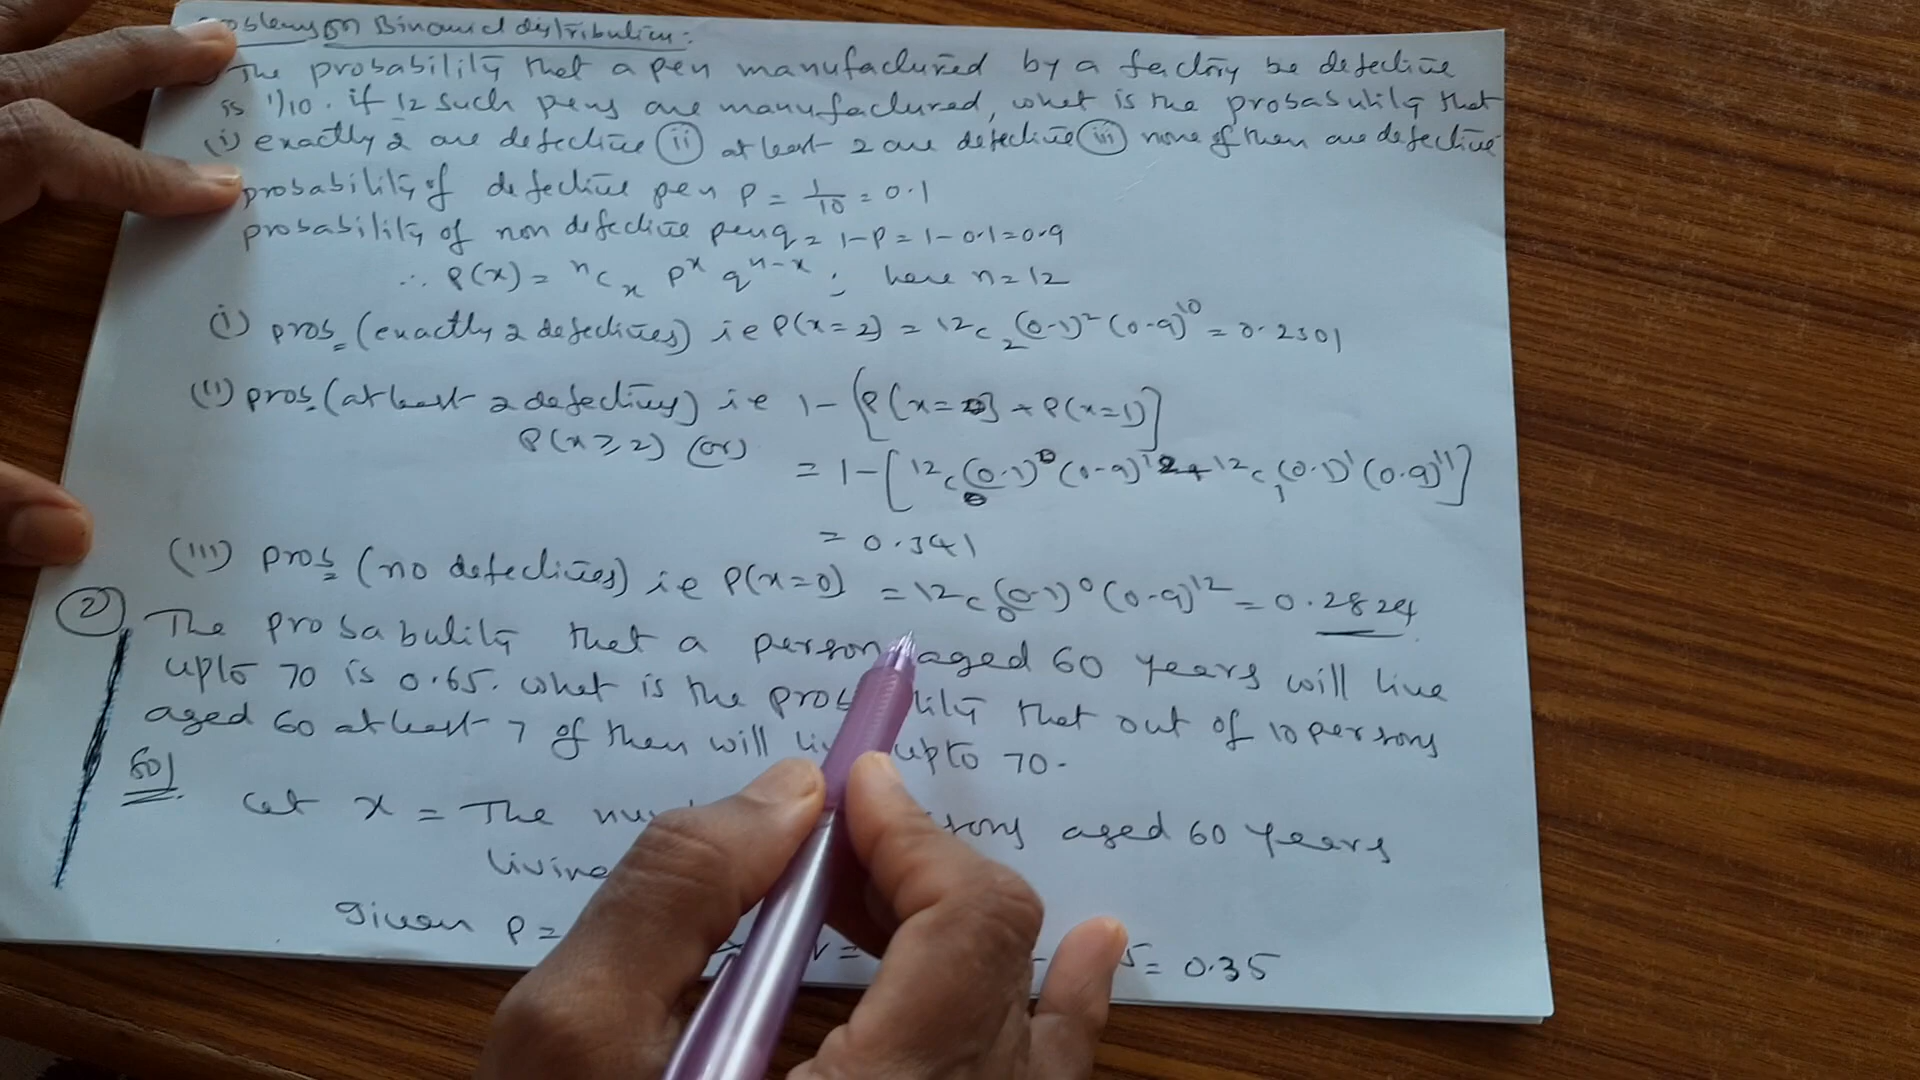 problems on Binomial distribution:
The probability that a pen manufactured by a factory be defective
is 1/10. if 12 such pens are manufactured, what is the probability that
(i) exactly 2 are defective (ii) at least 2 are defective (iii) none of them are defective
probability of defective pen p = 1/10 = 0.1
probability of non defective pen q = 1-p = 1-0.1 = 0.9
∴ P(x) = ⁿCₓ pˣ qⁿ⁻ˣ; here n=12
(i) prob (exactly 2 defectives) ie P(x=2) = 12c₂ (0.1)² (0.9)¹⁰ = 0.2301
(ii) prob (at least 2 defectives) ie 1-[P(x=0) + P(x=1)]
P(x≥2) (or)
= 1-[12c₀(0.1)⁰(0.9)¹² + 12c₁(0.1)¹(0.9)¹¹]
= 0.341
(iii) prob (no defectives) ie P(x=0) = 12c₀(0.1)⁰(0.9)¹² = 0.2824
(2) The probability that a person aged 60 years will live
upto 70 is 0.65. what is the that out of 10 persons
aged 60 at least 7 of them will upto 70.
Sol
Let x = The aged 60 years
living
Given p = = 0.35